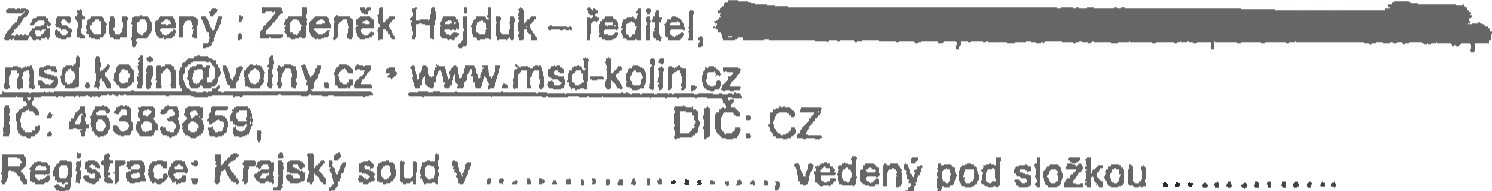 Zastoupený : Zdeněk Hejduk – ředitel,
msd.kolin@volny.cz • www.msd-kolin.cz
IČ: 46383859, DIČ: CZ
Registrace: Krajský soud v ......................, vedený pod složkou ..............